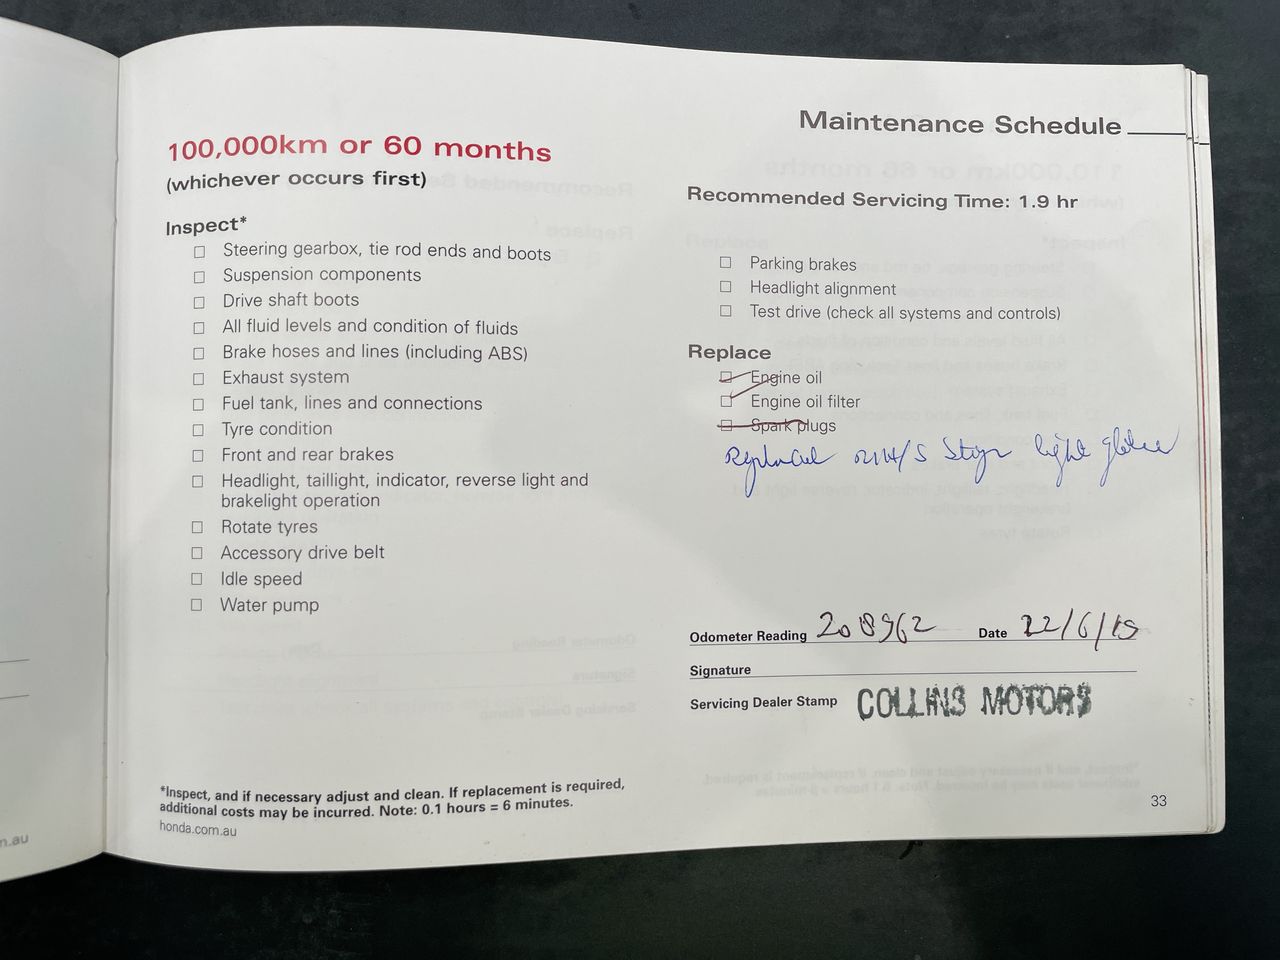 Maintenance Schedule
100,000km or 60 months
(whichever occurs first)
Inspect*
Steering gearbox, tie rod ends and boots
Suspension components
Drive shaft boots
All fluid levels and condition of fluids
Brake hoses and lines (including ABS)
Exhaust system
Fuel tank, lines and connections
Tyre condition
Front and rear brakes
Headlight, taillight, indicator, reverse light and
brakelight operation
Rotate tyres
Accessory drive belt
Idle speed
Water pump
*Inspect, and if necessary adjust and clean. If replacement is required,
additional costs may be incurred. Note: 0.1 hours = 6 minutes.
honda.com.au
Recommended Servicing Time: 1.9 hr
Parking brakes
Headlight alignment
Test drive (check all systems and controls)
Replace
Engine oil
Engine oil filter
Spark plugs
Replaced light globe
Odometer Reading 208962 Date 22/6/19
Signature
Servicing Dealer Stamp COLLINS MOTORS
33
n.au